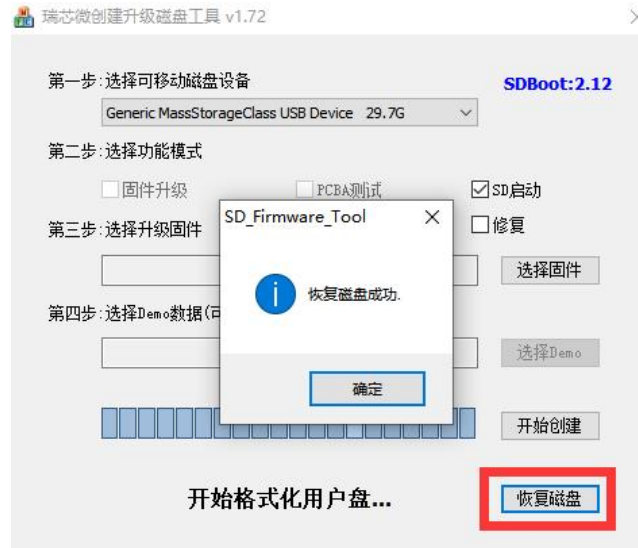 瑞芯微创建升级磁盘工具 v1.72
第一步:选择可移动磁盘设备
SDBoot:2.12
Generic MassStorageClass USB Device 29.7G
第二步:选择功能模式
固件升级
PCBA测试
SD启动
SD_Firmware_Tool
第三步:选择升级固件
修复
选择固件
恢复磁盘成功.
第四步:选择Demo数据(可
选择Demo
确定
开始创建
开始格式化用户盘...
恢复磁盘